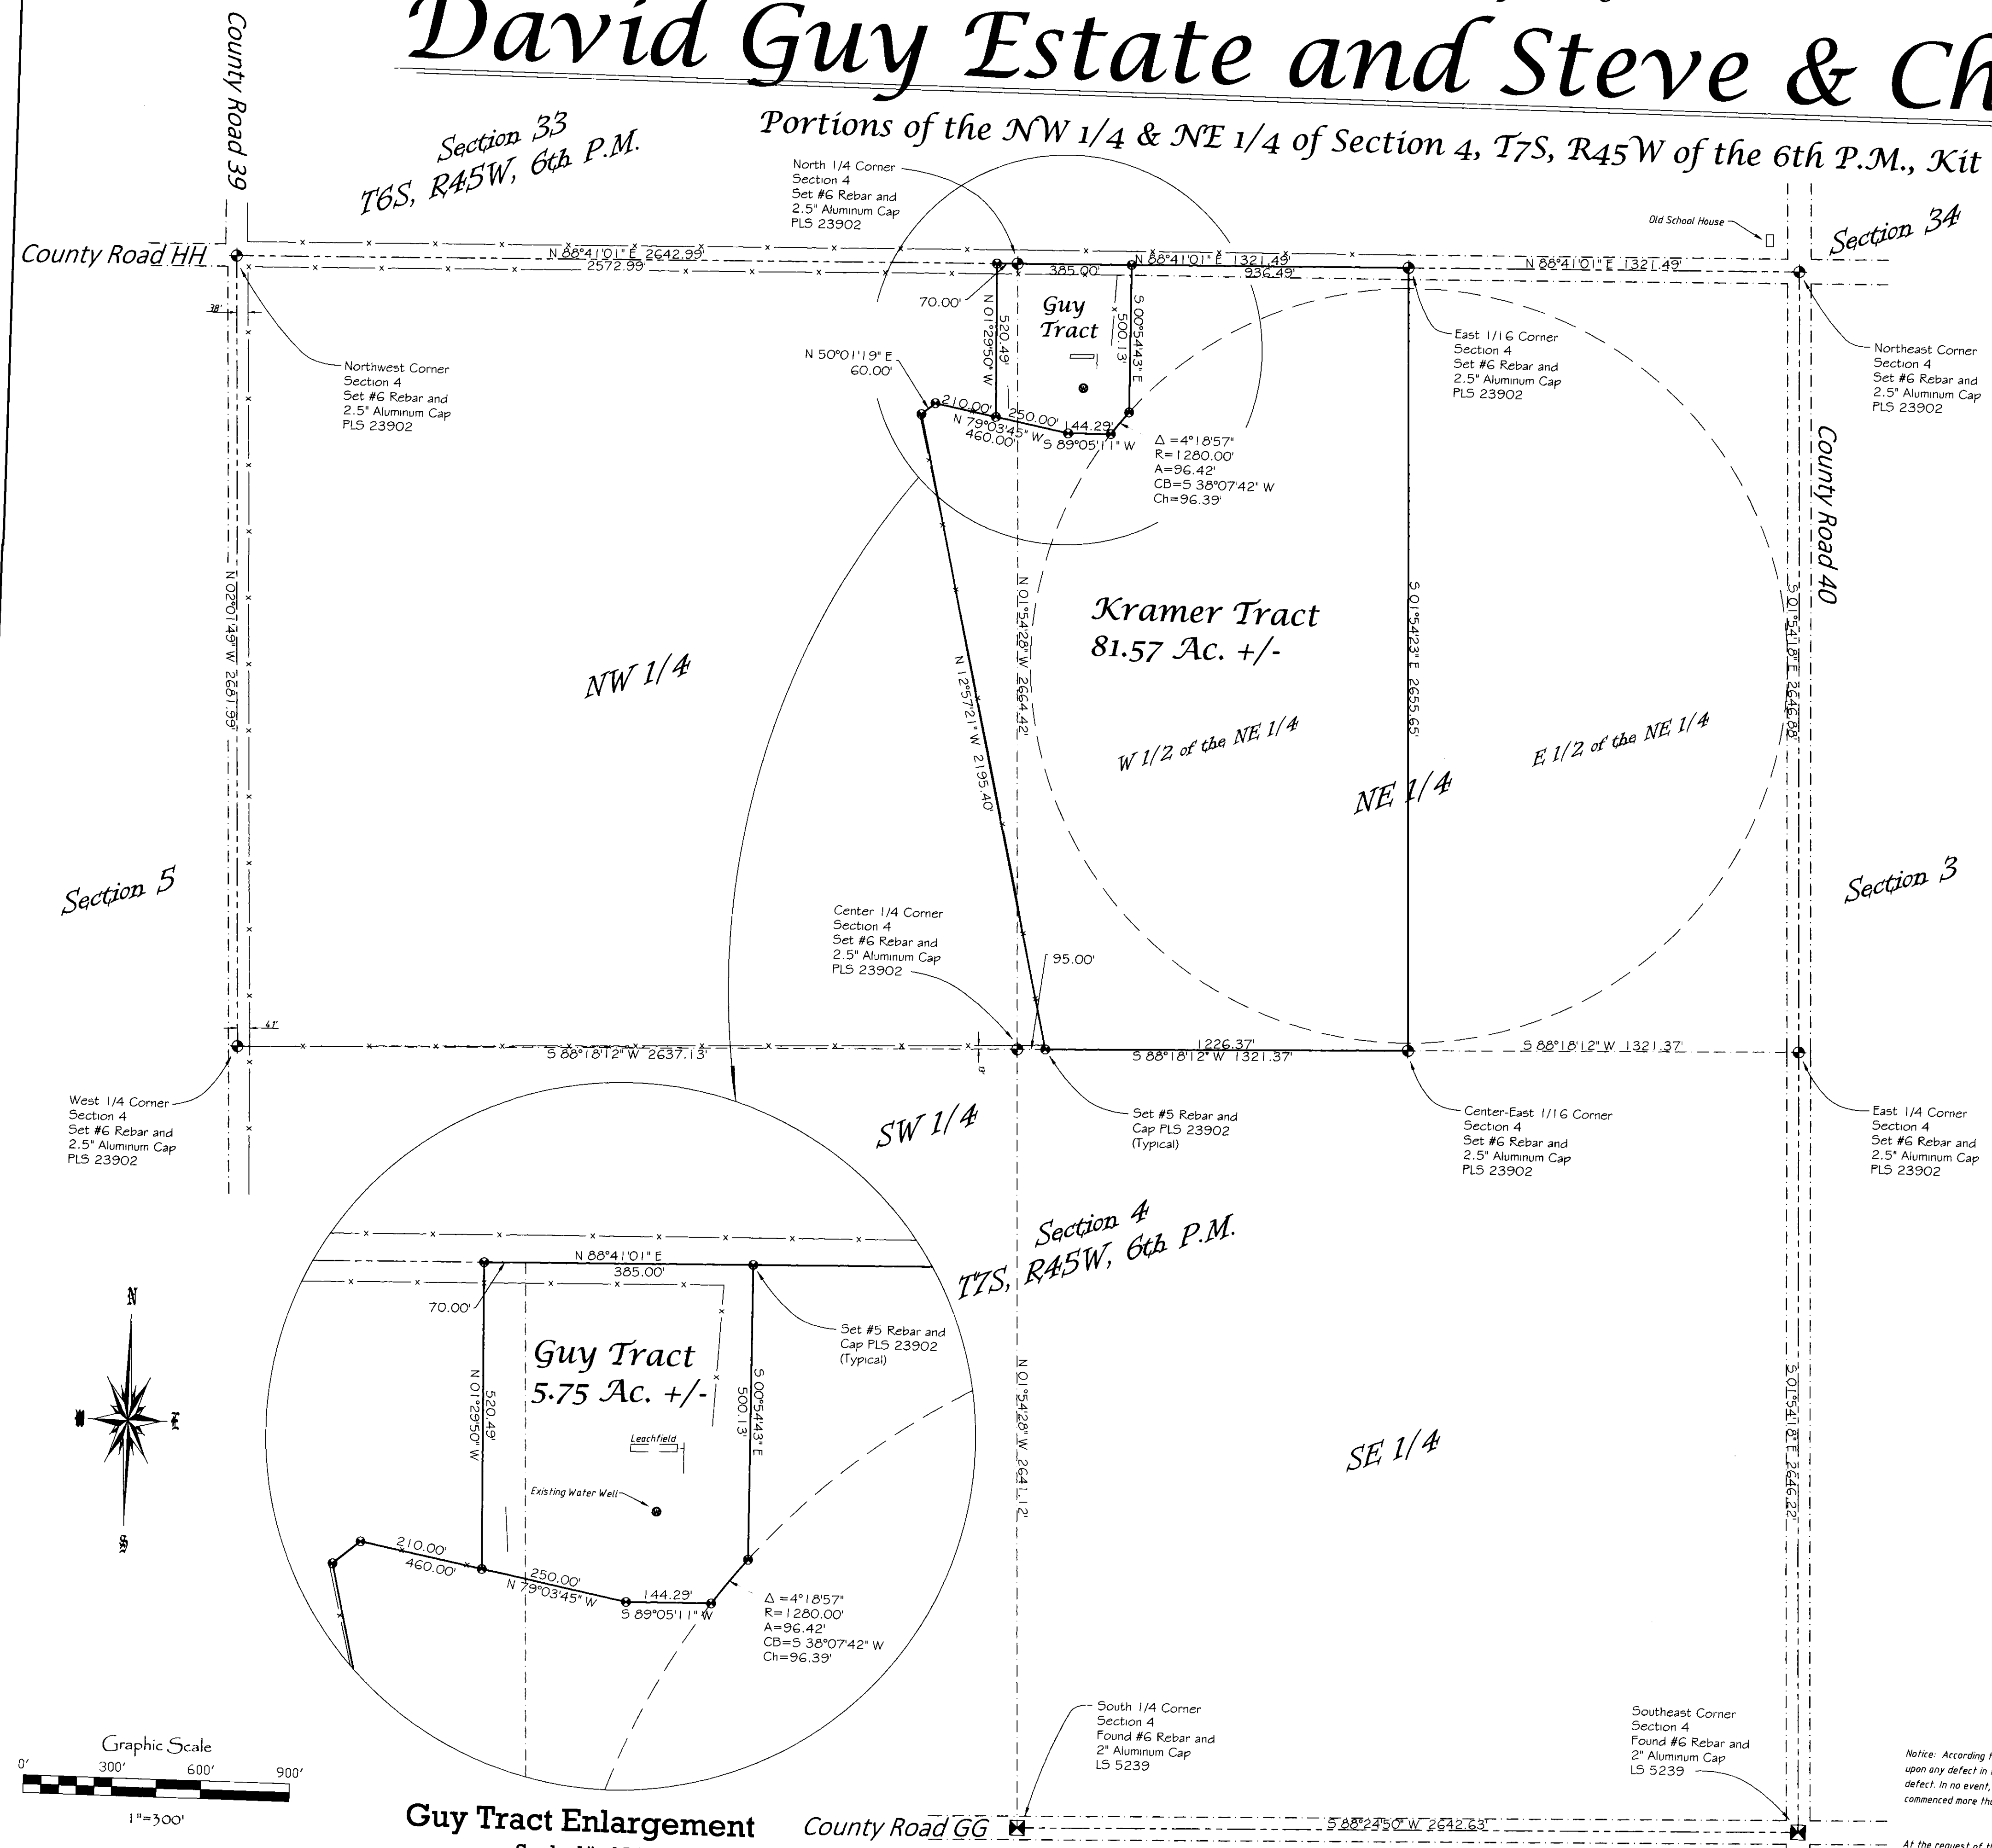 David Guy Estate and Steve & Ch
Portions of the NW 1/4 & NE 1/4 of Section 4, T7S, R45W of the 6th P.M., Kit
County Road 39
Section 33
T6S, R45W, 6th P.M.
North 1/4 Corner
Section 4
Set #6 Rebar and
2.5" Aluminum Cap
PLS 23902
Old School House
Section 34
County Road HH
N 88°41'01" E 2642.99'
2572.99'
385.00'
N 88°41'01" E 1321.49'
936.49'
N 88°41'01" E 1321.49'
70.00'
38'
Guy
Tract
N 01°29'50" W
520.49'
500.13'
S 00°54'43" E
Northwest Corner
Section 4
Set #6 Rebar and
2.5" Aluminum Cap
PLS 23902
N 50°01'19" E
60.00'
East 1/16 Corner
Section 4
Set #6 Rebar and
2.5" Aluminum Cap
PLS 23902
Northeast Corner
Section 4
Set #6 Rebar and
2.5" Aluminum Cap
PLS 23902
210.00'
250.00'
144.29'
N 79°03'45" W
460.00'
S 89°05'11" W
Δ =4°18'57"
R=1280.00'
A=96.42'
CB=S 38°07'42" W
Ch=96.39'
County Road 40
N 02°01'49" W 2681.99'
N 01°54'28" W 2664.42'
S 01°54'23" E 2655.65'
S 01°54'18" E 2646.88'
Kramer Tract
81.57 Ac. +/-
NW 1/4
N 12°57'21" W 2195.40'
W 1/2 of the NE 1/4
E 1/2 of the NE 1/4
NE 1/4
Section 5
Section 3
Center 1/4 Corner
Section 4
Set #6 Rebar and
2.5" Aluminum Cap
PLS 23902
95.00'
41'
S 88°18'12" W 2637.13'
1226.37'
S 88°18'12" W 1321.37'
S 88°18'12" W 1321.37'
West 1/4 Corner
Section 4
Set #6 Rebar and
2.5" Aluminum Cap
PLS 23902
SW 1/4
Set #5 Rebar and
Cap PLS 23902
(Typical)
Center-East 1/16 Corner
Section 4
Set #6 Rebar and
2.5" Aluminum Cap
PLS 23902
East 1/4 Corner
Section 4
Set #6 Rebar and
2.5" Aluminum Cap
PLS 23902
Section 4
T7S, R45W, 6th P.M.
N 88°41'01" E
385.00'
70.00'
Set #5 Rebar and
Cap PLS 23902
(Typical)
Guy Tract
5.75 Ac. +/-
N 01°29'50" W
520.49'
500.13'
S 00°54'43" E
Leachfield
Existing Water Well
N
E
S
N 01°54'28" W 2641.12'
S 01°54'18" E 2646.22'
SE 1/4
210.00'
460.00'
250.00'
N 79°03'45" W
144.29'
S 89°05'11" W
Δ =4°18'57"
R=1280.00'
A=96.42'
CB=S 38°07'42" W
Ch=96.39'
South 1/4 Corner
Section 4
Found #6 Rebar and
2" Aluminum Cap
LS 5239
Southeast Corner
Section 4
Found #6 Rebar and
2" Aluminum Cap
LS 5239
Graphic Scale
0' 300' 600' 900'
1"=300'
Guy Tract Enlargement
County Road GG
S 88°24'50" W 2642.63'
Notice: According
upon any defect in
defect. In no event,
commenced more
At the request of